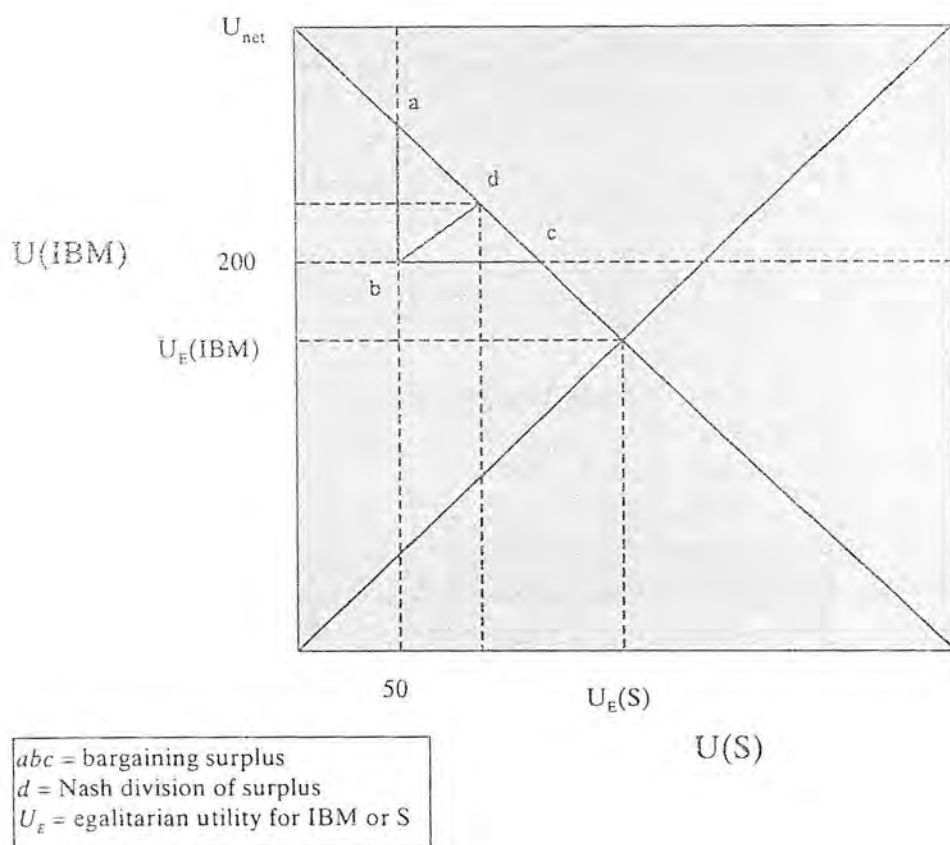 U_net
a
d
U(IBM)
200
c
b
U_E(IBM)
50
U_E(S)
U(S)
abc = bargaining surplus
d = Nash division of surplus
U_E = egalitarian utility for IBM or S